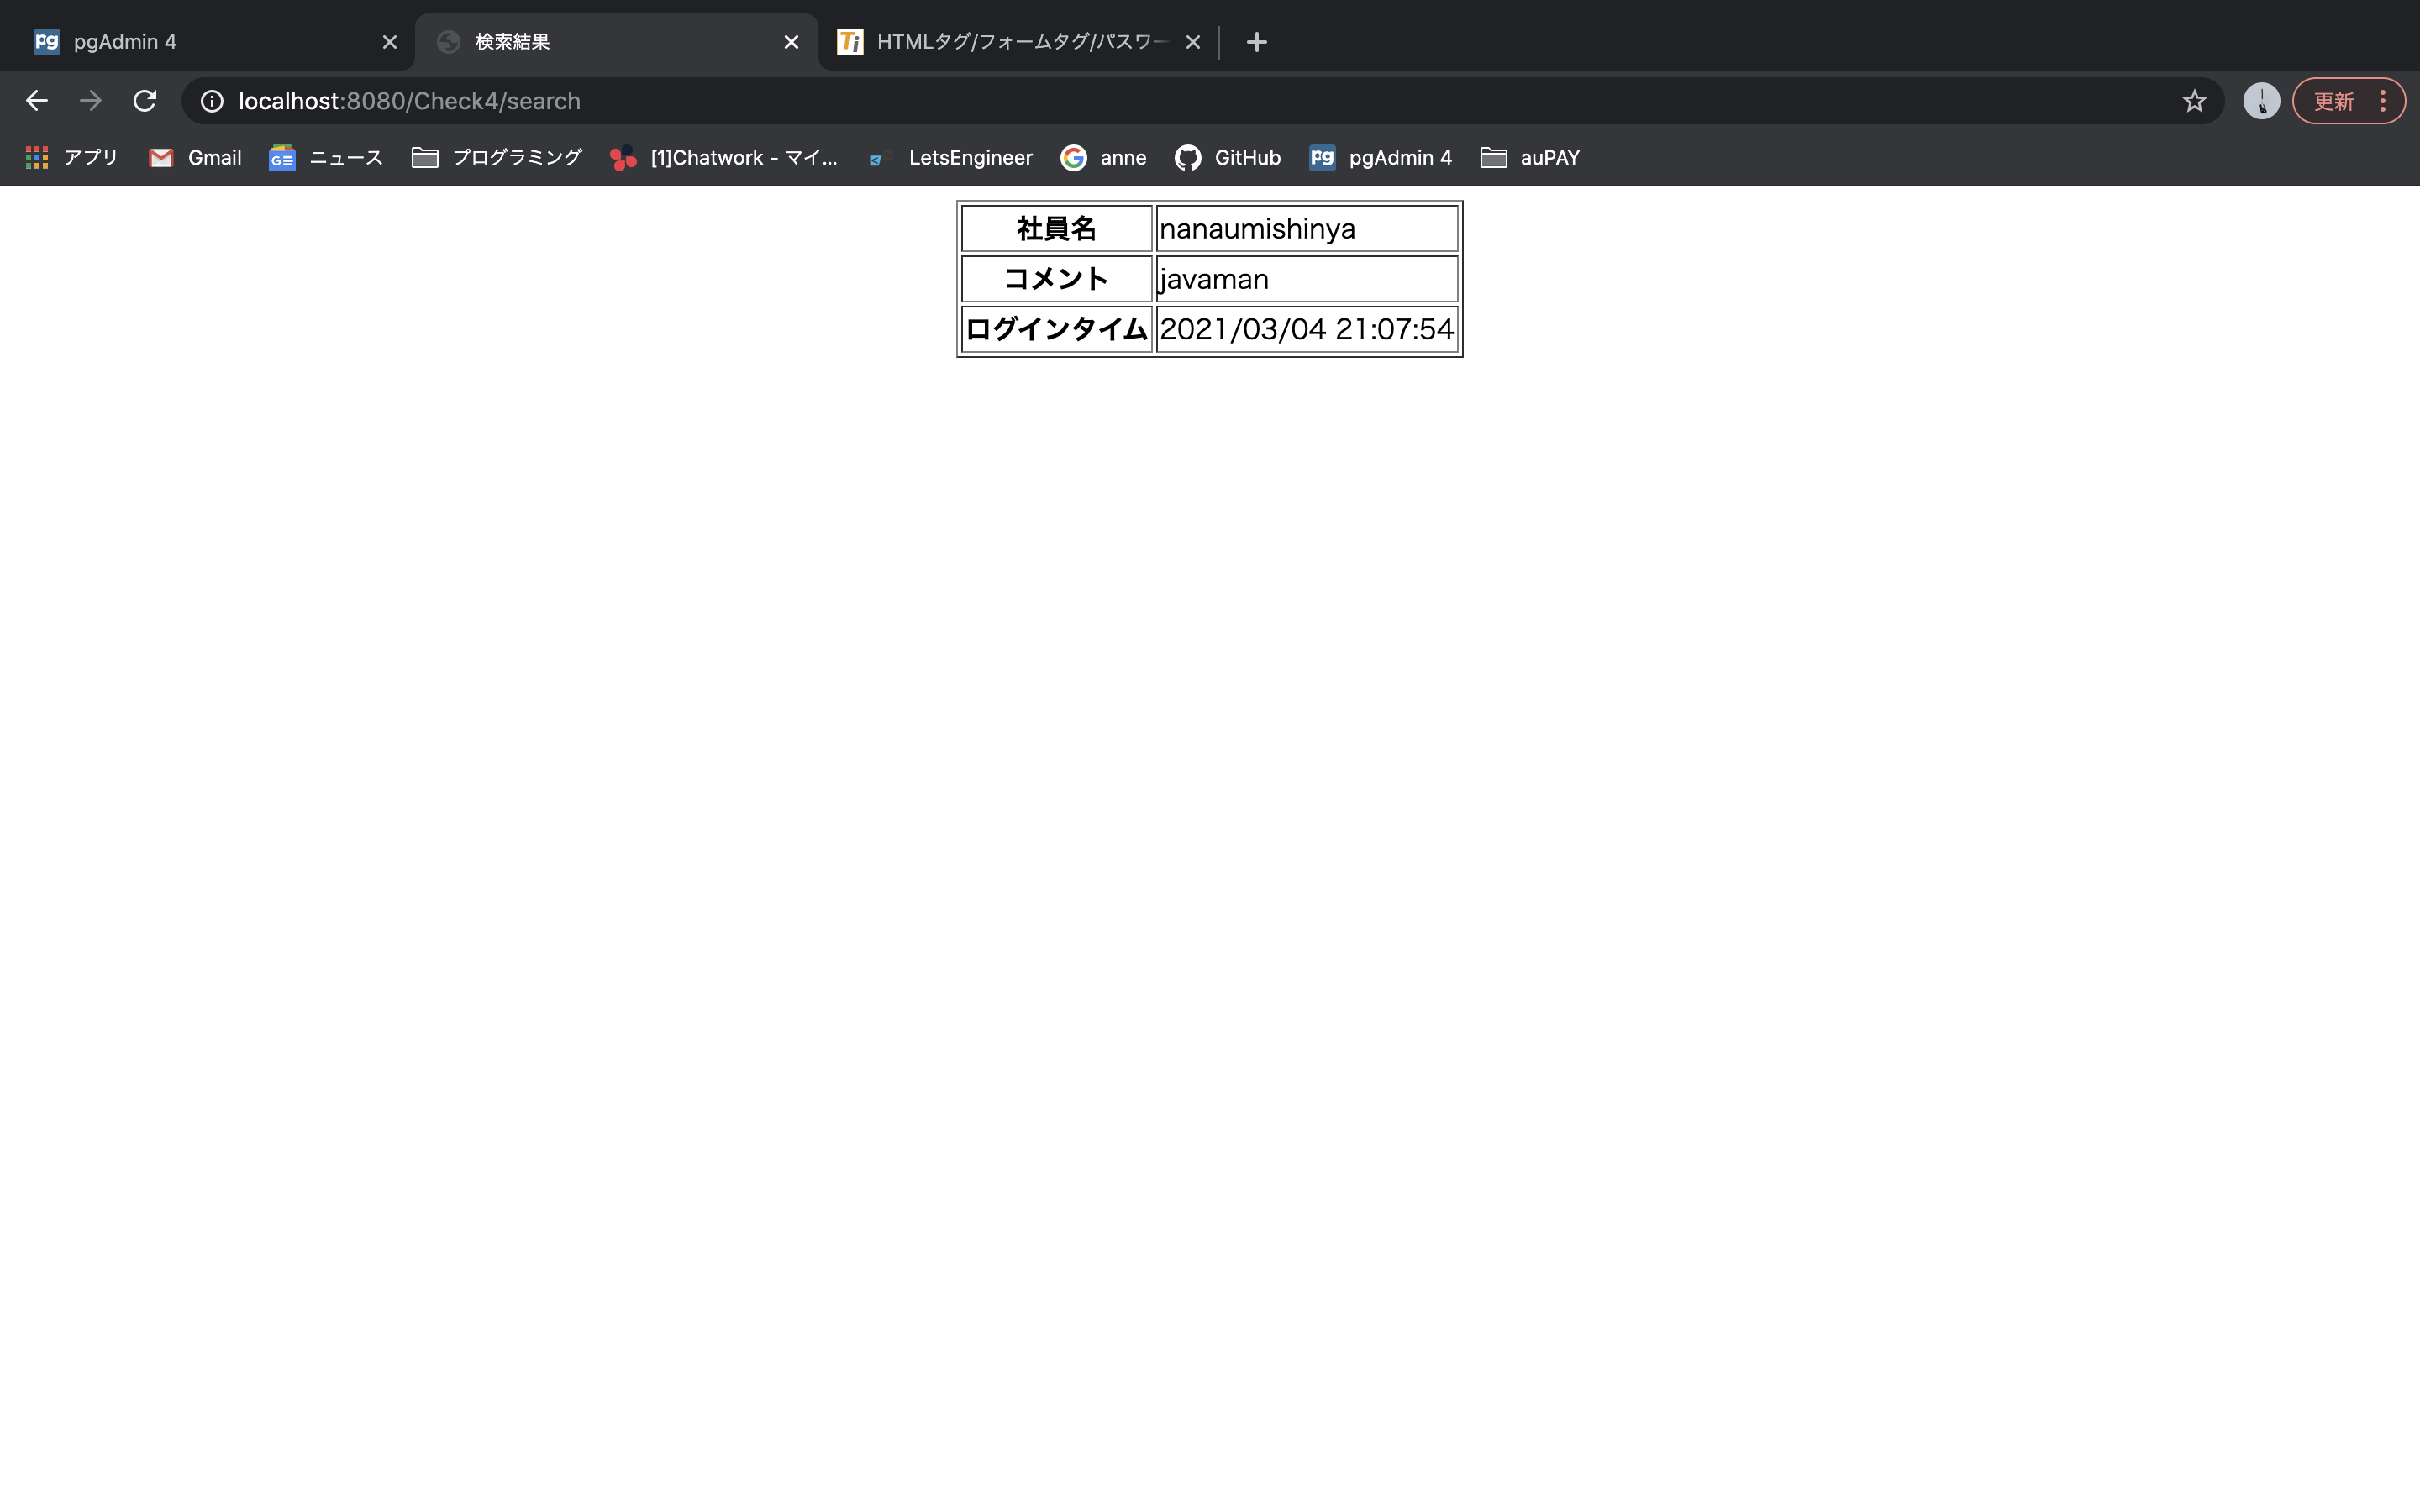 pgAdmin 4
検索結果
HTMLタグ/フォームタグ/パスワー
localhost:8080/Check4/search
更新
アプリ Gmail ニュース プログラミング [1]Chatwork - マイ... LetsEngineer anne GitHub pgAdmin 4 auPAY
社員名 nanaumishinya
コメント javaman
ログインタイム 2021/03/04 21:07:54